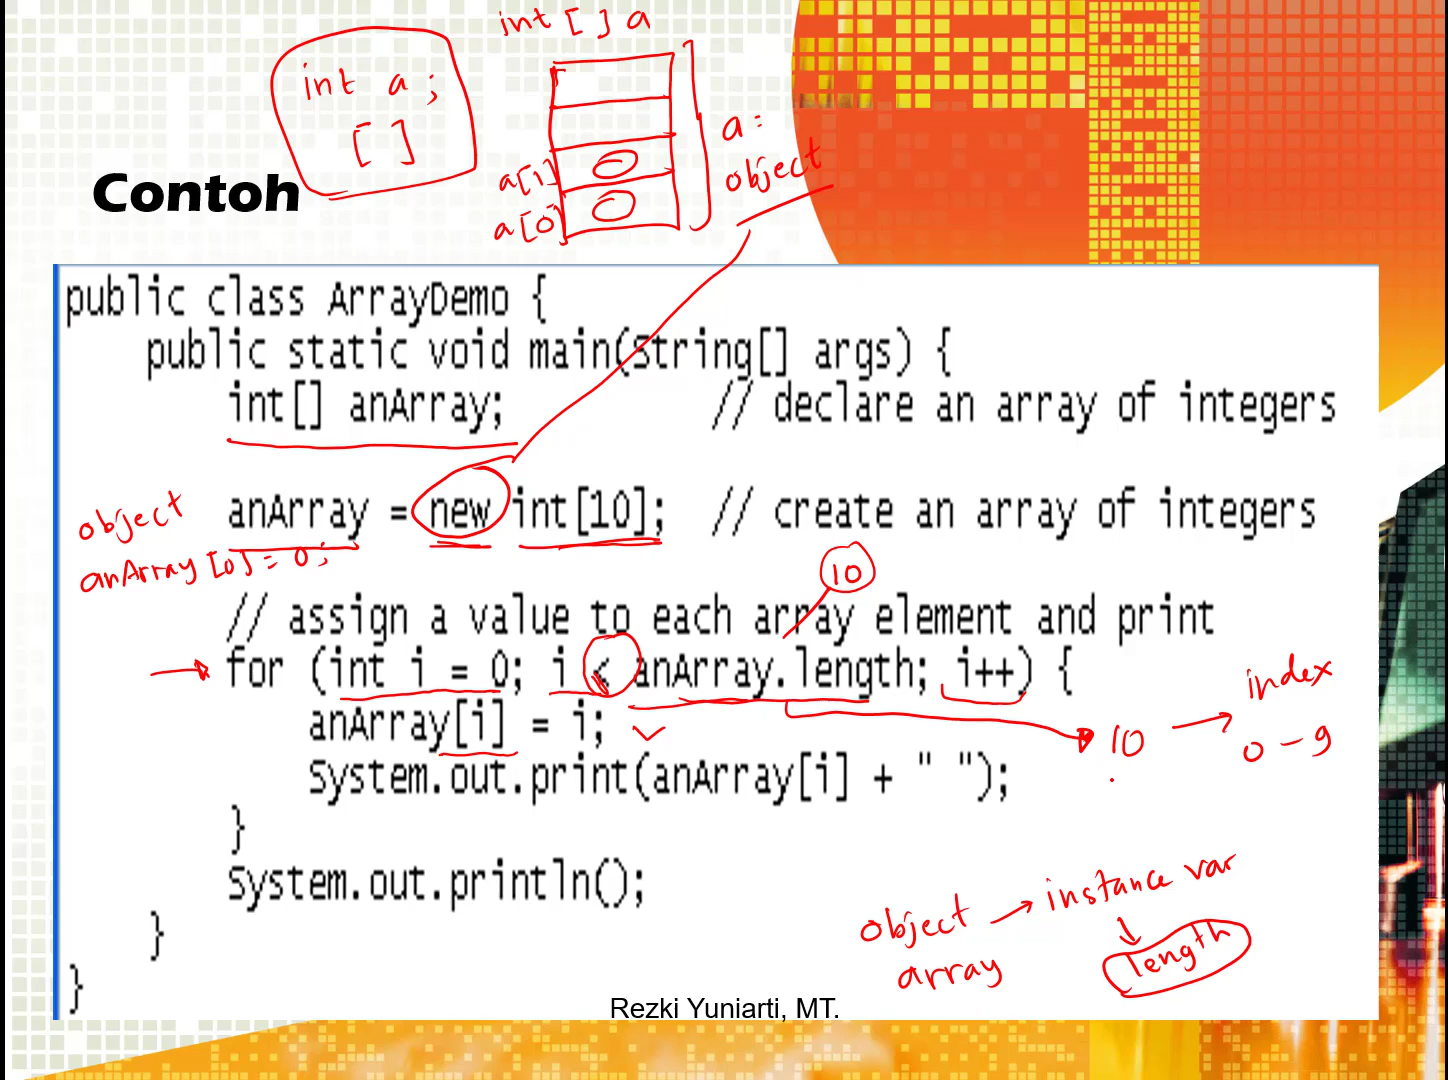 int [ ] a
int a ;
[ ]
a :
object
a[1] 0
a[0] 0
Contoh
public class ArrayDemo {
public static void main(String[] args) {
int[] anArray; // declare an array of integers
object
anArray = new int[10]; // create an array of integers
anArray [0] = 0;
10
// assign a value to each array element and print
for (int i = 0; i < anArray.length; i++) {
index
anArray[i] = i;
10
0 - 9
System.out.print(anArray[i] + " ");
}
System.out.println();
object → instance var
}
array
length
}
Rezki Yuniarti, MT.